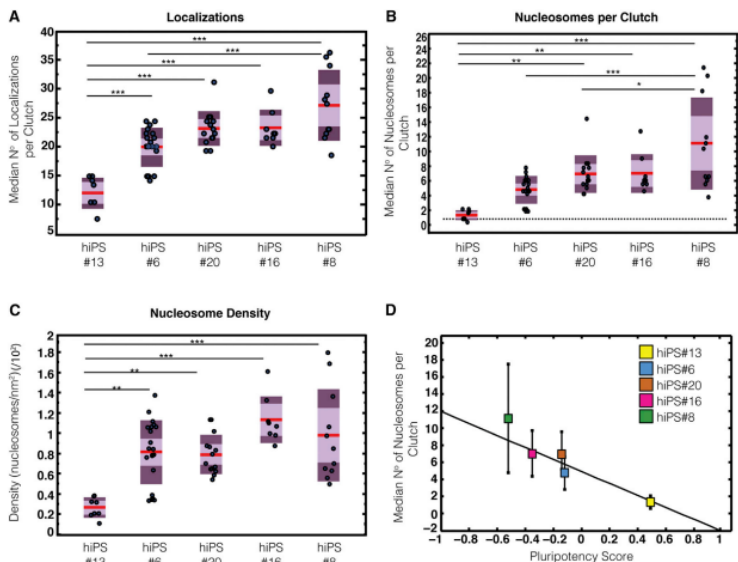 A
Localizations
Median Nº of Localizations
per Clutch
40
35
30
25
20
15
10
5
***
***
***
***
***
hiPS
#13
hiPS
#6
hiPS
#20
hiPS
#16
hiPS
#8
B
Nucleosomes per Clutch
Median Nº of Nucleosomes per
Clutch
26
24
22
20
18
16
14
12
10
8
6
4
2
0
***
**
**
***
*
hiPS
#13
hiPS
#6
hiPS
#20
hiPS
#16
hiPS
#8
C
Nucleosome Density
Density (nucleosomes/nm²)(/10²)
2
1.8
1.6
1.4
1.2
1
0.8
0.6
0.4
0.2
0
***
***
**
**
hiPS
#13
hiPS
#6
hiPS
#20
hiPS
#16
hiPS
#8
D
Median Nº of Nucleosomes per
Clutch
20
18
16
14
12
10
8
6
4
2
0
−2
hiPS#13
hiPS#6
hiPS#20
hiPS#16
hiPS#8
−1
−0.8
−0.6
−0.4
−0.2
0
0.2
0.4
0.6
0.8
1
Pluripotency Score